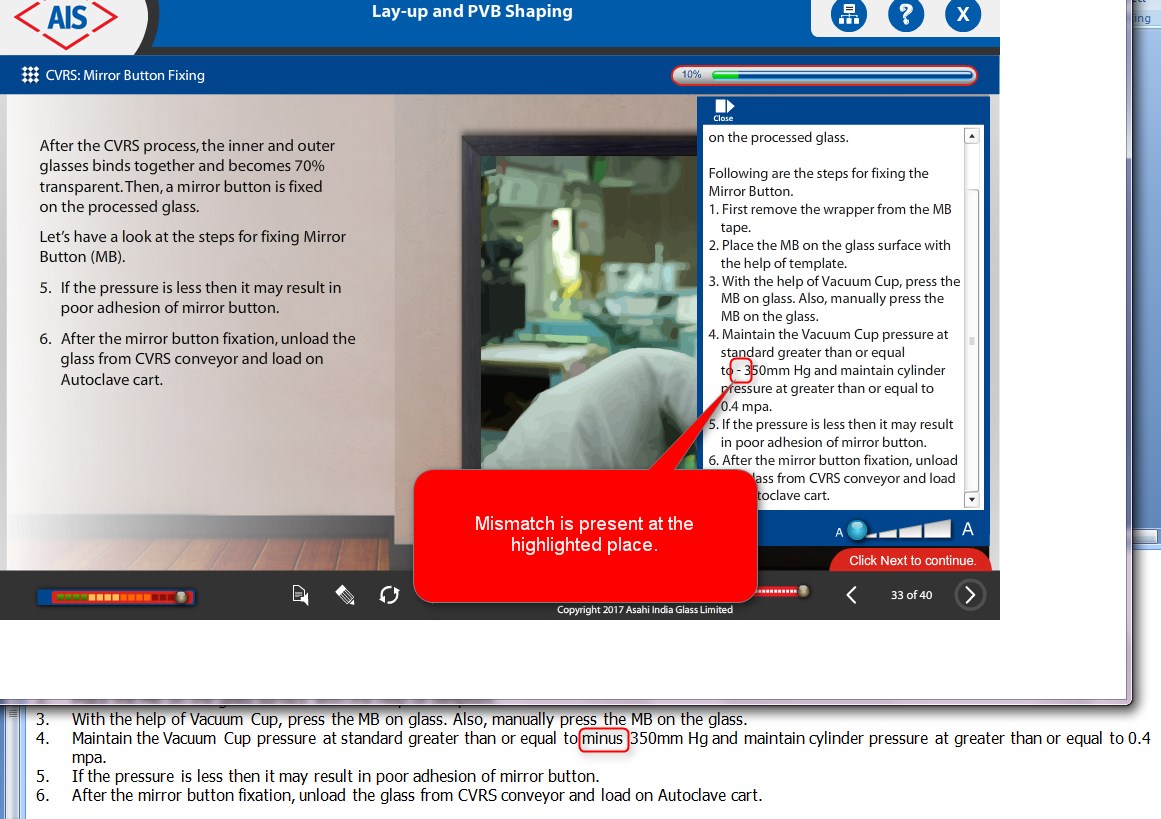 AIS
Lay-up and PVB Shaping
?
X
ing
CVRS: Mirror Button Fixing
10%
After the CVRS process, the inner and outer
glasses binds together and becomes 70%
transparent. Then, a mirror button is fixed
on the processed glass.
Let's have a look at the steps for fixing Mirror
Button (MB).
5. If the pressure is less then it may result in
poor adhesion of mirror button.
6. After the mirror button fixation, unload the
glass from CVRS conveyor and load on
Autoclave cart.
Close
on the processed glass.
Following are the steps for fixing the
Mirror Button.
1. First remove the wrapper from the MB
tape.
2. Place the MB on the glass surface with
the help of template.
3. With the help of Vacuum Cup, press the
MB on glass. Also, manually press the
MB on the glass.
4. Maintain the Vacuum Cup pressure at
standard greater than or equal
to - 350mm Hg and maintain cylinder
pressure at greater than or equal to
0.4 mpa.
5. If the pressure is less then it may result
in poor adhesion of mirror button.
6. After the mirror button fixation, unload
lass from CVRS conveyor and load
toclave cart.
Mismatch is present at the
highlighted place.
A A
Click Next to continue.
33 of 40
Copyright 2017 Asahi India Glass Limited
3. With the help of Vacuum Cup, press the MB on glass. Also, manually press the MB on the glass.
4. Maintain the Vacuum Cup pressure at standard greater than or equal to minus 350mm Hg and maintain cylinder pressure at greater than or equal to 0.4
mpa.
5. If the pressure is less then it may result in poor adhesion of mirror button.
6. After the mirror button fixation, unload the glass from CVRS conveyor and load on Autoclave cart.